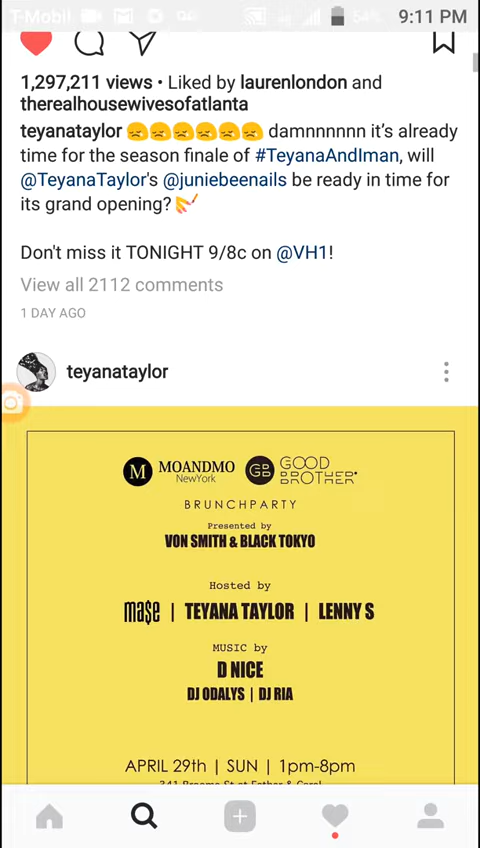 T-Mobil 54% 9:11 PM
1,297,211 views • Liked by laurenlondon and
therealhousewivesofatlanta
teyanataylor 😔😔😔😔😔😔 damnnnnnn it's already
time for the season finale of #TeyanaAndIman, will
@TeyanaTaylor's @juniebeenails be ready in time for
its grand opening? 💅
Don't miss it TONIGHT 9/8c on @VH1!
View all 2112 comments
1 DAY AGO
teyanataylor
M MOANDMO GB GOOD
NewYork BROTHER
BRUNCHPARTY
Presented by
VON SMITH & BLACK TOKYO
Hosted by
ma$e | TEYANA TAYLOR | LENNY S
MUSIC by
D NICE
DJ ODALYS | DJ RIA
APRIL 29th | SUN | 1pm-8pm